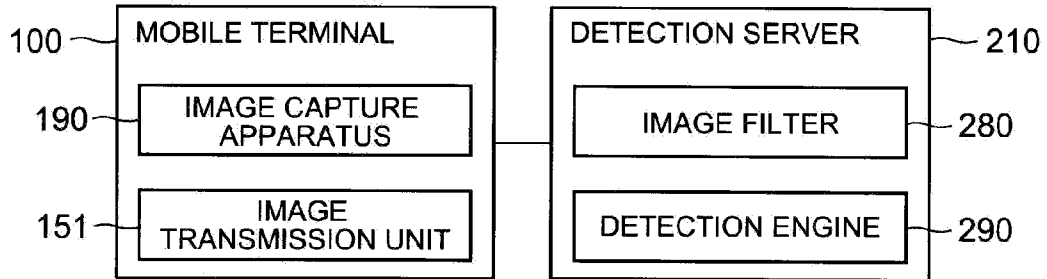 100
MOBILE TERMINAL
190
IMAGE CAPTURE
APPARATUS
151
IMAGE
TRANSMISSION UNIT
DETECTION SERVER
210
IMAGE FILTER
280
DETECTION ENGINE
290